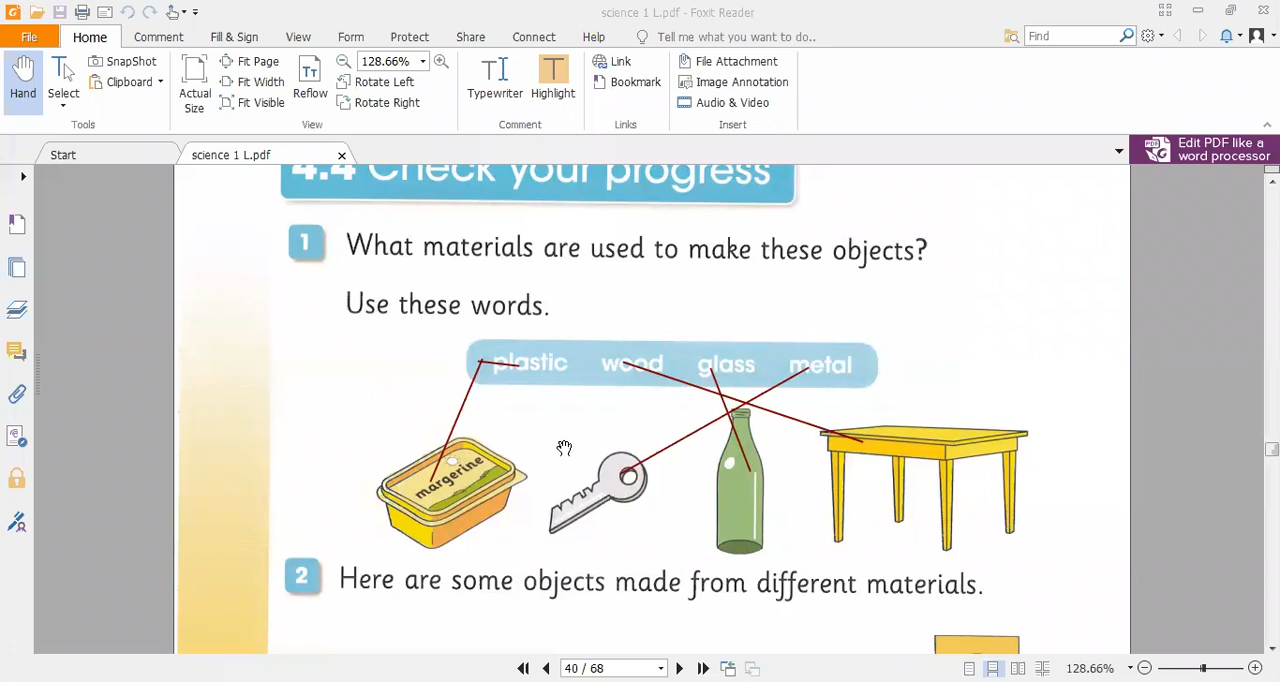 science 1 L.pdf - Foxit Reader
File Home Comment Fill & Sign View Form Protect Share Connect Help Tell me what you want to do.. Find
Hand Select SnapShot Clipboard Actual Size Fit Page Fit Width Fit Visible Reflow 128.66% Rotate Left Rotate Right Typewriter Highlight Link Bookmark File Attachment Image Annotation Audio & Video
Tools View Comment Links Insert
Start science 1 L.pdf Edit PDF like a word processor
4.4 Check your progress
1 What materials are used to make these objects?
Use these words.
plastic wood glass metal
margerine
2 Here are some objects made from different materials.
40 / 68 128.66%